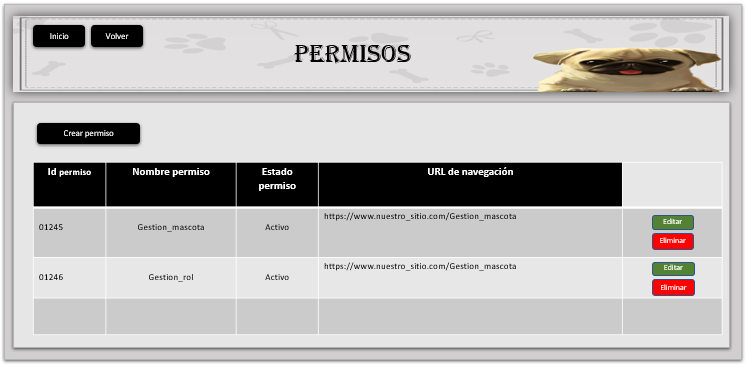 Inicio
Volver
PERMISOS
Crear permiso
Id permiso
Nombre permiso
Estado
permiso
URL de navegación
01245
Gestion_mascota
Activo
https://www.nuestro_sitio.com/Gestion_mascota
Editar
Eliminar
01246
Gestion_rol
Activo
https://www.nuestro_sitio.com/Gestion_mascota
Editar
Eliminar